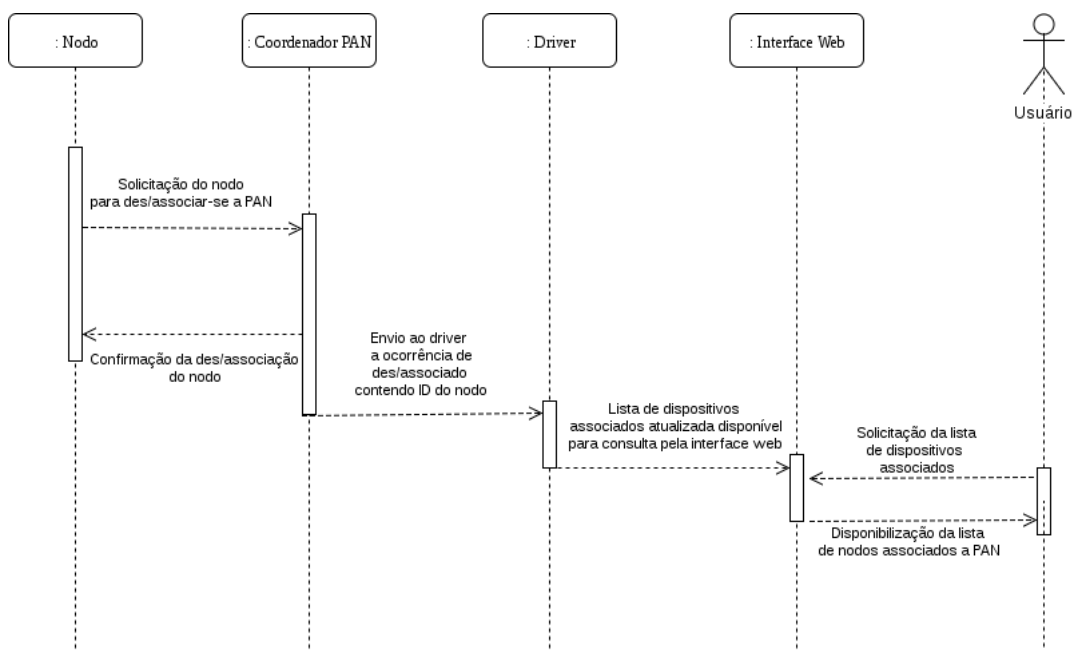 : Nodo
: Coordenador PAN
: Driver
: Interface Web
Usuário
Solicitação do nodo
para des/associar-se a PAN
Confirmação da des/associação
do nodo
Envio ao driver
a ocorrência de
des/associado
contendo ID do nodo
Lista de dispositivos
associados atualizada disponível
para consulta pela interface web
Solicitação da lista
de dispositivos
associados
Disponibilização da lista
de nodos associados a PAN